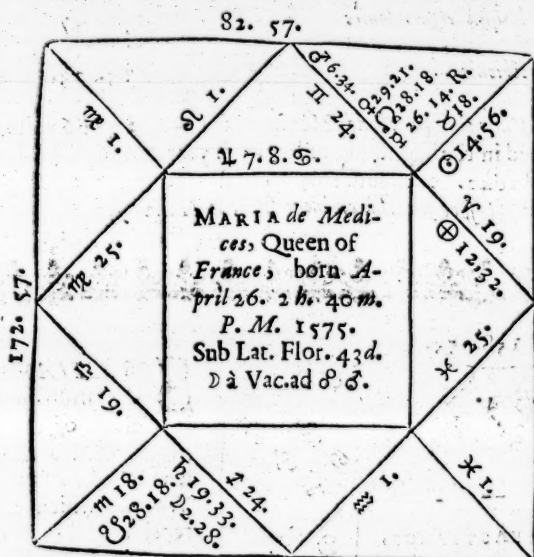 82. 57.
♂ 6.34.
♀ 29.21.
☊ 28.18.
☿ 26. 14. R.
♊ 24.
♉ 18.
☉ 14.56.
♌ 1.
♍ 1.
♃ 7. 8. ♋.
♈ 19.
⊗ 12.32.
MARIA de Medi-
ces, Queen of
France, born A-
pril 26. 2 h. 40 m.
P. M. 1575.
Sub Lat. Flor. 43 d.
☽ à Vac. ad ☍ ♂.
♍ 25.
172. 57.
♓ 25.
♎ 19.
♏ 18.
☋ 28.18.
♄ 19.33.
☽ 2.28.
♐ 24.
♒ 1.
♓ 1,